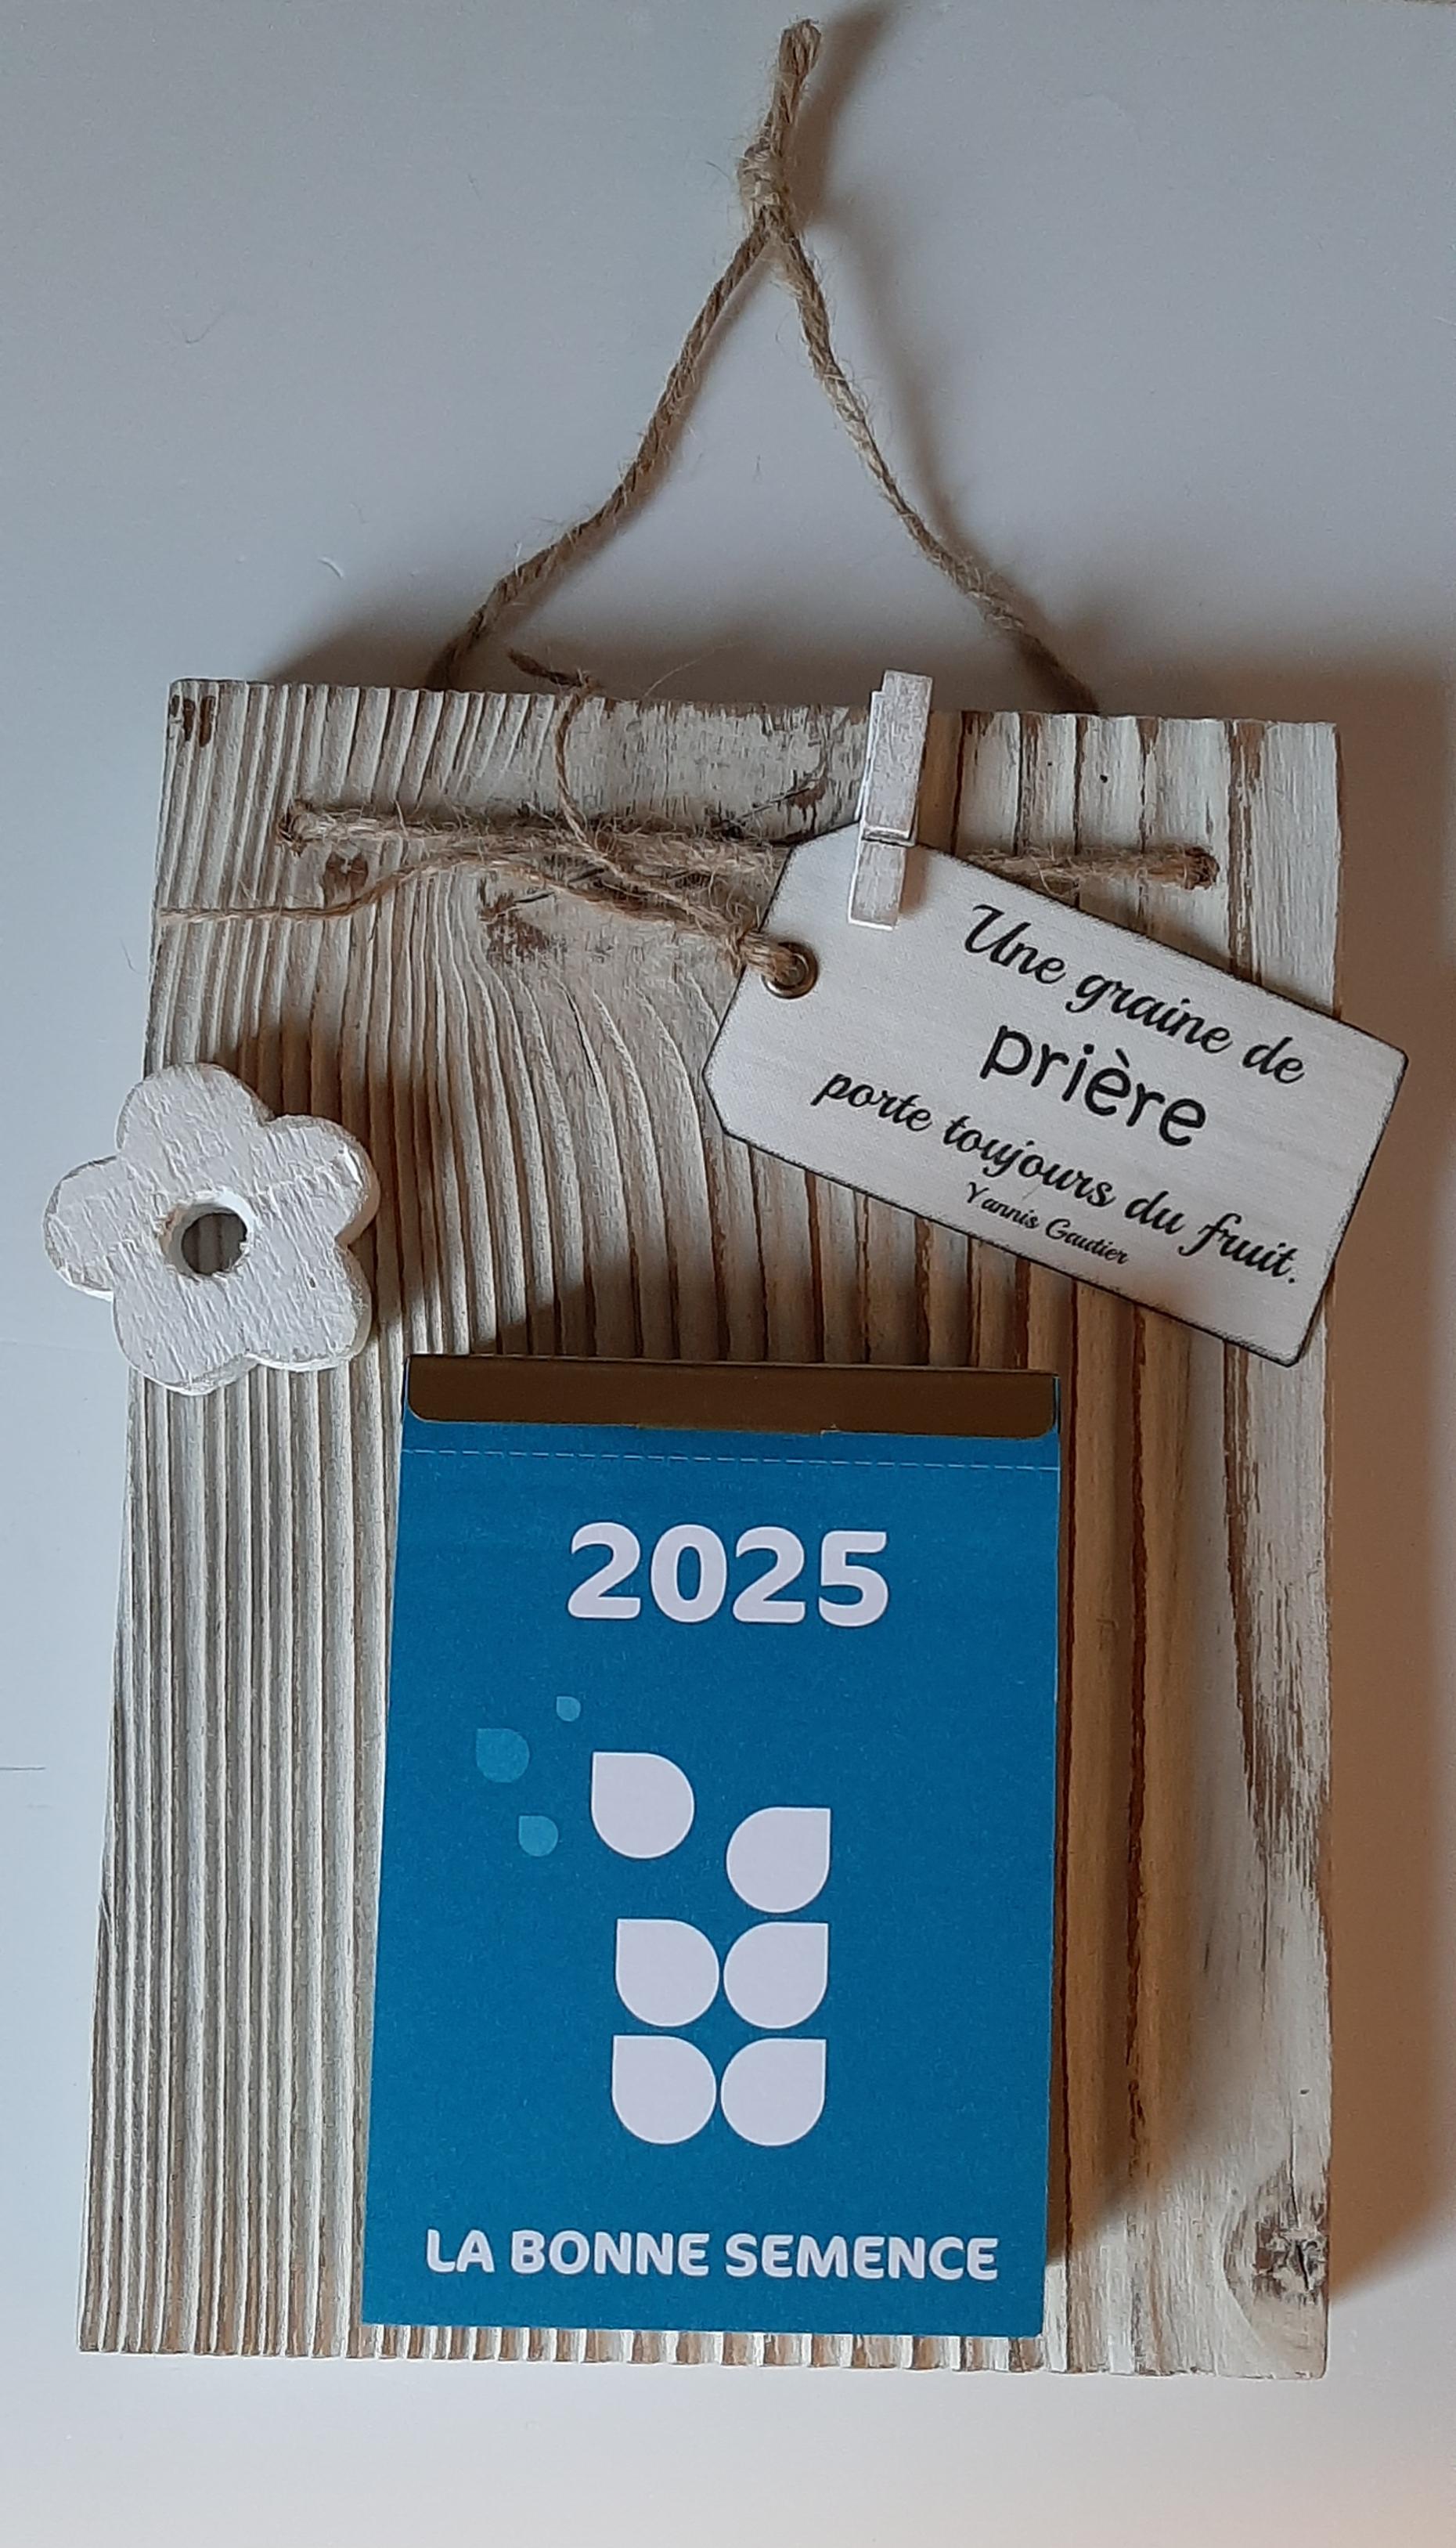 Une graine de
prière
porte toujours du fruit.
Yannis Gautier
2025
LA BONNE SEMENCE